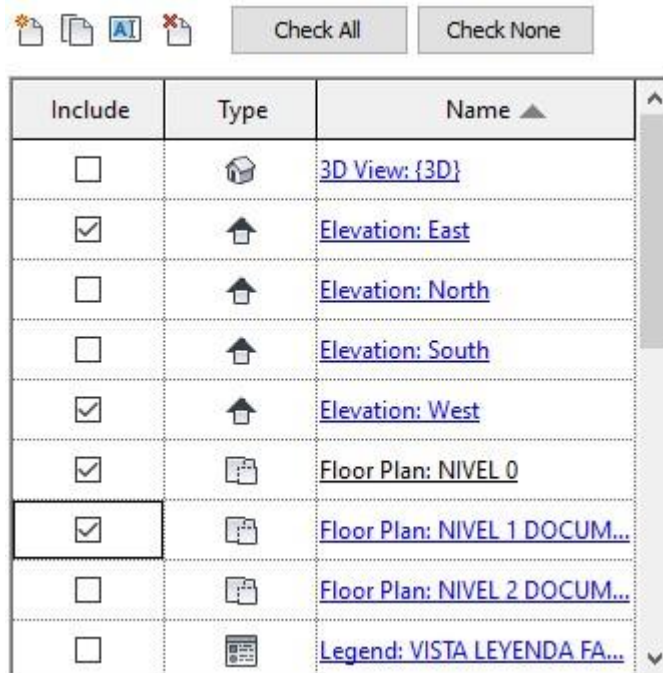 Check All Check None
Include Type Name
3D View: {3D}
Elevation: East
Elevation: North
Elevation: South
Elevation: West
Floor Plan: NIVEL 0
Floor Plan: NIVEL 1 DOCUM...
Floor Plan: NIVEL 2 DOCUM...
Legend: VISTA LEYENDA FA...